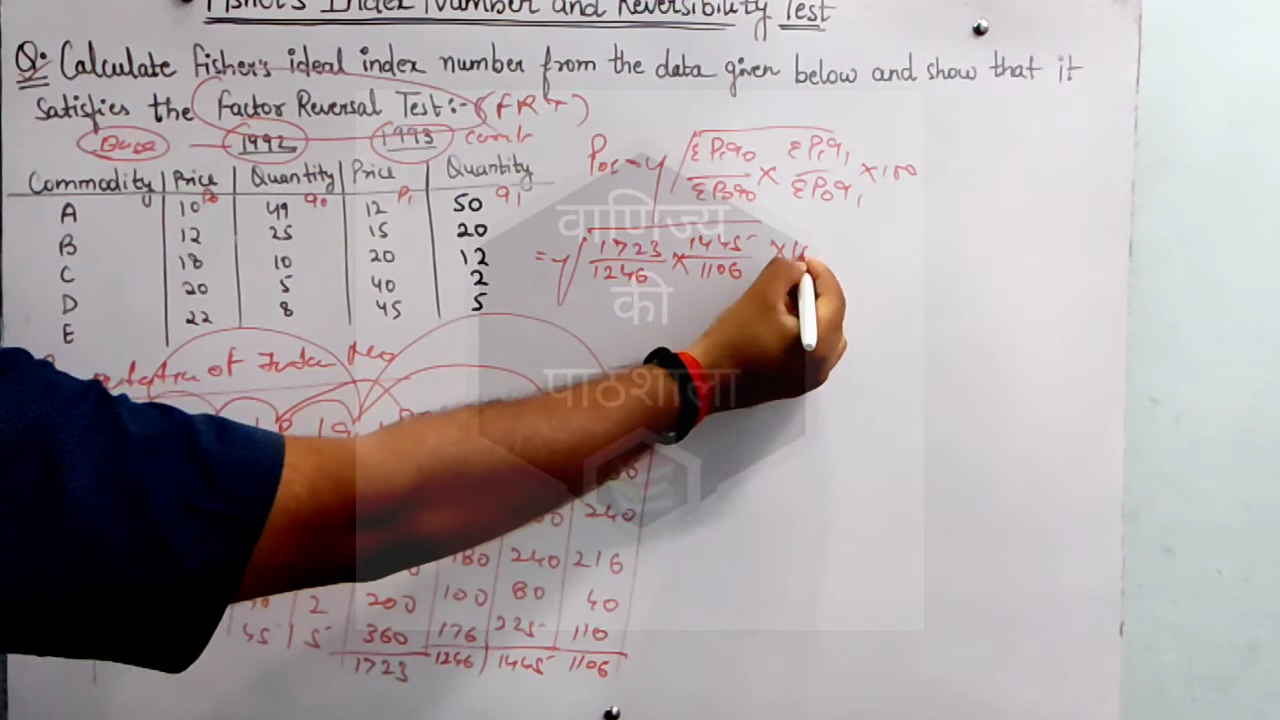 Fisher's Index Number and Reversibility Test
Q: Calculate Fisher's ideal index number from the data given below and show that it
satisfies the Factor Reversal Test:- (FRT)
Base 1992 1993
Commodity Price Quantity Price Quantity
P0 q0 P1 q1
A 10 49 12 50
B 12 25 15 20
C 18 10 20 12
D 20 5 40 2
E 22 8 45 5
P01 = √ ΣP1q0 / ΣP0q0 × ΣP1q1 / ΣP0q1 × 100
= √ 1723 / 1246 × 1445 / 1106 ×
वाणिज्य
की
पाठशाला
of
240
180 240 216
2 200 100 80 40
45 5 360 176 225 110
1723 1246 1445 1106